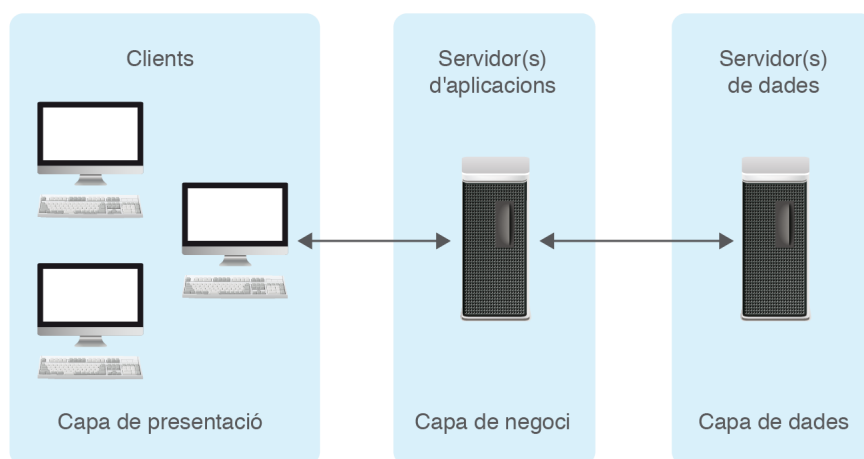 Clients
Servidor(s)
d'aplicacions
Servidor(s)
de dades
Capa de presentació
Capa de negoci
Capa de dades